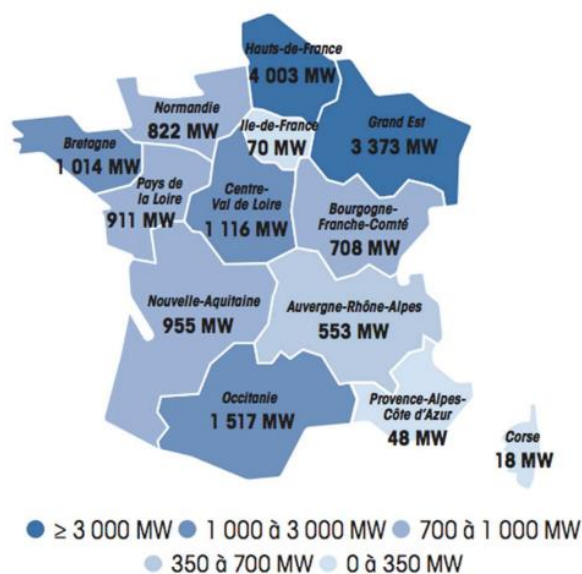 Hauts-de-France
4 003 MW
Normandie
822 MW
Ile-de-France
70 MW
Grand Est
3 373 MW
Bretagne
1 014 MW
Pays de
la Loire
911 MW
Centre-
Val de Loire
1 116 MW
Bourgogne-
Franche-Comté
708 MW
Nouvelle-Aquitaine
955 MW
Auvergne-Rhône-Alpes
553 MW
Occitanie
1 517 MW
Provence-Alpes-
Côte d'Azur
48 MW
Corse
18 MW
≥ 3 000 MW 1 000 à 3 000 MW 700 à 1 000 MW
350 à 700 MW 0 à 350 MW